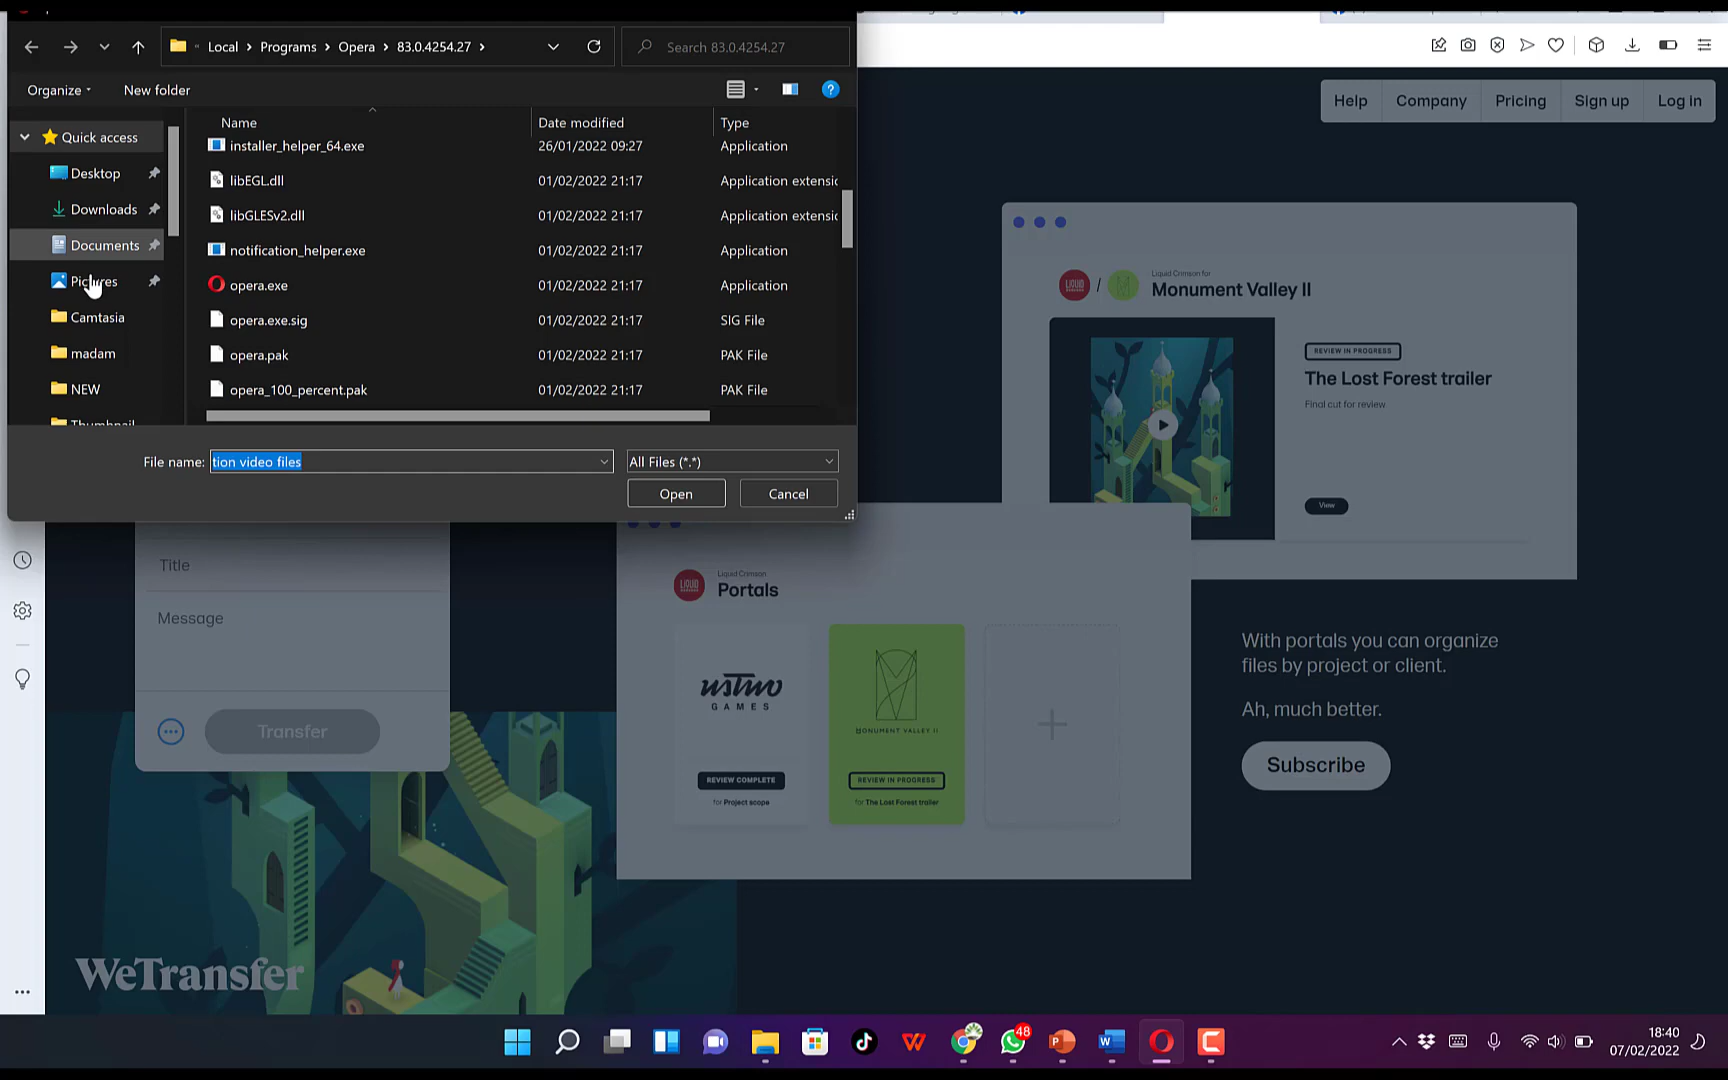 Local > Programs > Opera > 83.0.4254.27 >
Search 83.0.4254.27
Organize
New folder
Name
Date modified
Type
installer_helper_64.exe 26/01/2022 09:27 Application
libEGL.dll 01/02/2022 21:17 Application extensic
libGLESv2.dll 01/02/2022 21:17 Application extensic
notification_helper.exe 01/02/2022 21:17 Application
opera.exe 01/02/2022 21:17 Application
opera.exe.sig 01/02/2022 21:17 SIG File
opera.pak 01/02/2022 21:17 PAK File
opera_100_percent.pak 01/02/2022 21:17 PAK File
Quick access
Desktop
Downloads
Documents
Pictures
Camtasia
madam
NEW
Thumbnail
File name: tion video files
All Files (*.*)
Open
Cancel
Help
Company
Pricing
Sign up
Log in
LIQUID
Liquid Crimson for
Monument Valley II
REVIEW IN PROGRESS
The Lost Forest trailer
Final cut for review
View
Title
Message
Transfer
LIQUID
Liquid Crimson
Portals
ustwo
GAMES
REVIEW COMPLETE
for Project scope
MONUMENT VALLEY II
REVIEW IN PROGRESS
for The Lost Forest trailer
With portals you can organize
files by project or client.
Ah, much better.
Subscribe
WeTransfer
48
18:40
07/02/2022